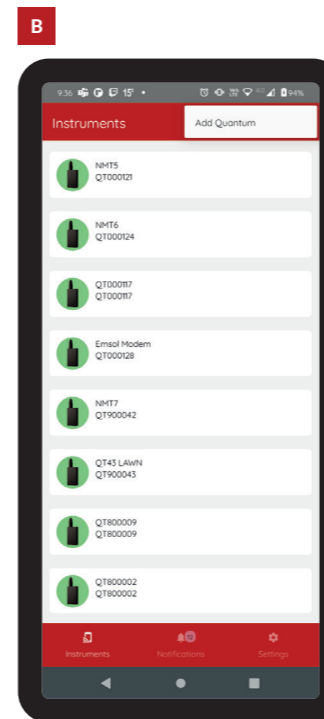 B
9:36 15°
94%
Instruments
Add Quantum
NMT5
QT000121
NMT6
QT000124
QT000117
QT000117
Emsol Modem
QT000128
NMT7
QT900042
QT43 LAWN
QT900043
QT800009
QT800009
QT800002
QT800002
Instruments
Notifications
Settings